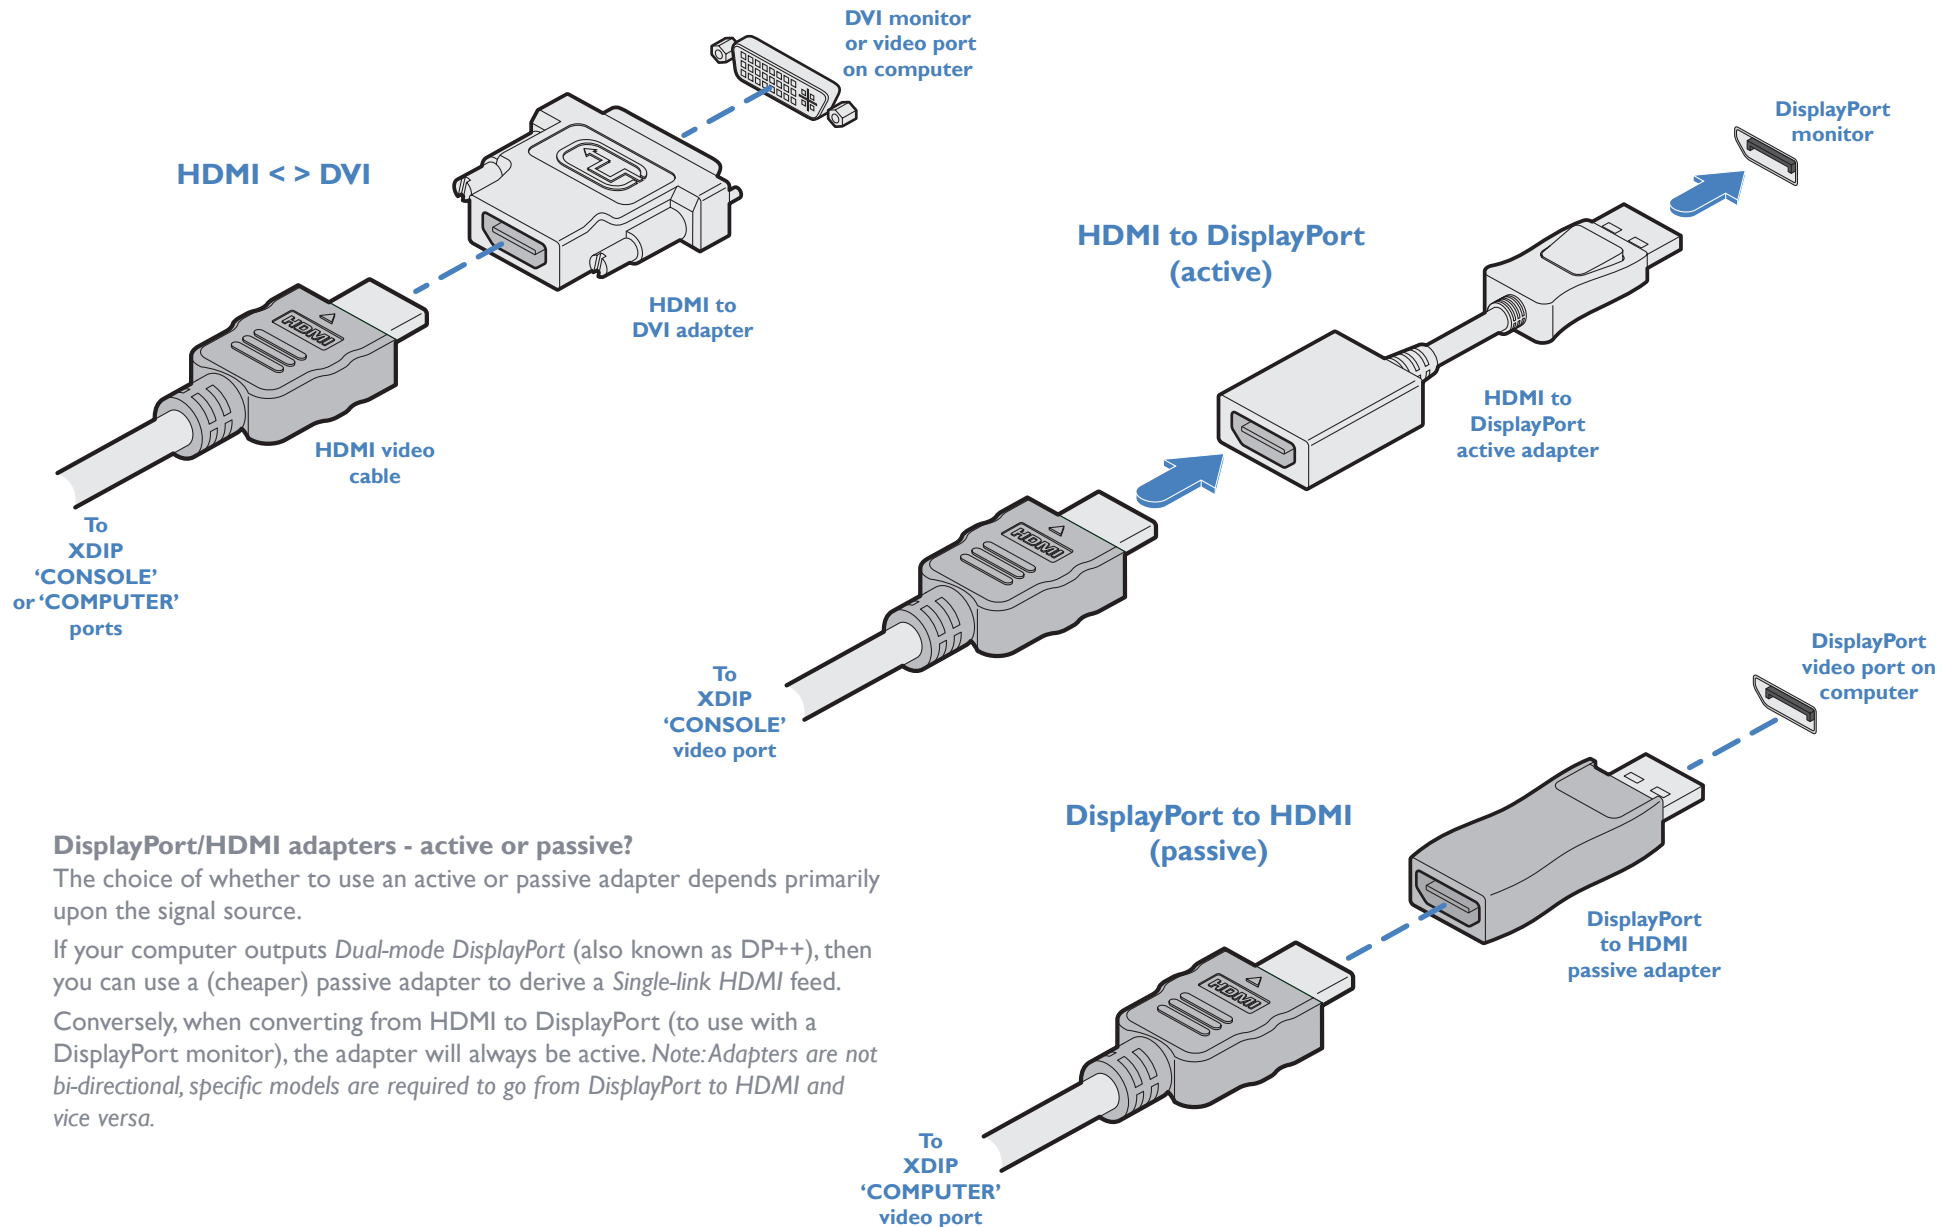 DVI monitor
or video port
on computer
HDMI < > DVI
HDMI to
DVI adapter
HDMI
HDMI video
cable
To
XDIP
‘CONSOLE’
or ‘COMPUTER’
ports
DisplayPort
monitor
HDMI to DisplayPort
(active)
HDMI to
DisplayPort
active adapter
HDMI
To
XDIP
‘CONSOLE’
video port
DisplayPort
video port on
computer
DisplayPort to HDMI
(passive)
DisplayPort
to HDMI
passive adapter
HDMI
To
XDIP
‘COMPUTER’
video port
DisplayPort/HDMI adapters - active or passive?
The choice of whether to use an active or passive adapter depends primarily
upon the signal source.
If your computer outputs Dual-mode DisplayPort (also known as DP++), then
you can use a (cheaper) passive adapter to derive a Single-link HDMI feed.
Conversely, when converting from HDMI to DisplayPort (to use with a
DisplayPort monitor), the adapter will always be active. Note: Adapters are not
bi-directional, specific models are required to go from DisplayPort to HDMI and
vice versa.